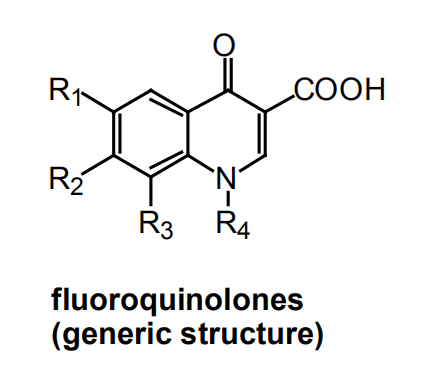 O
R1
COOH
R2
N
R3
R4
fluoroquinolones
(generic structure)